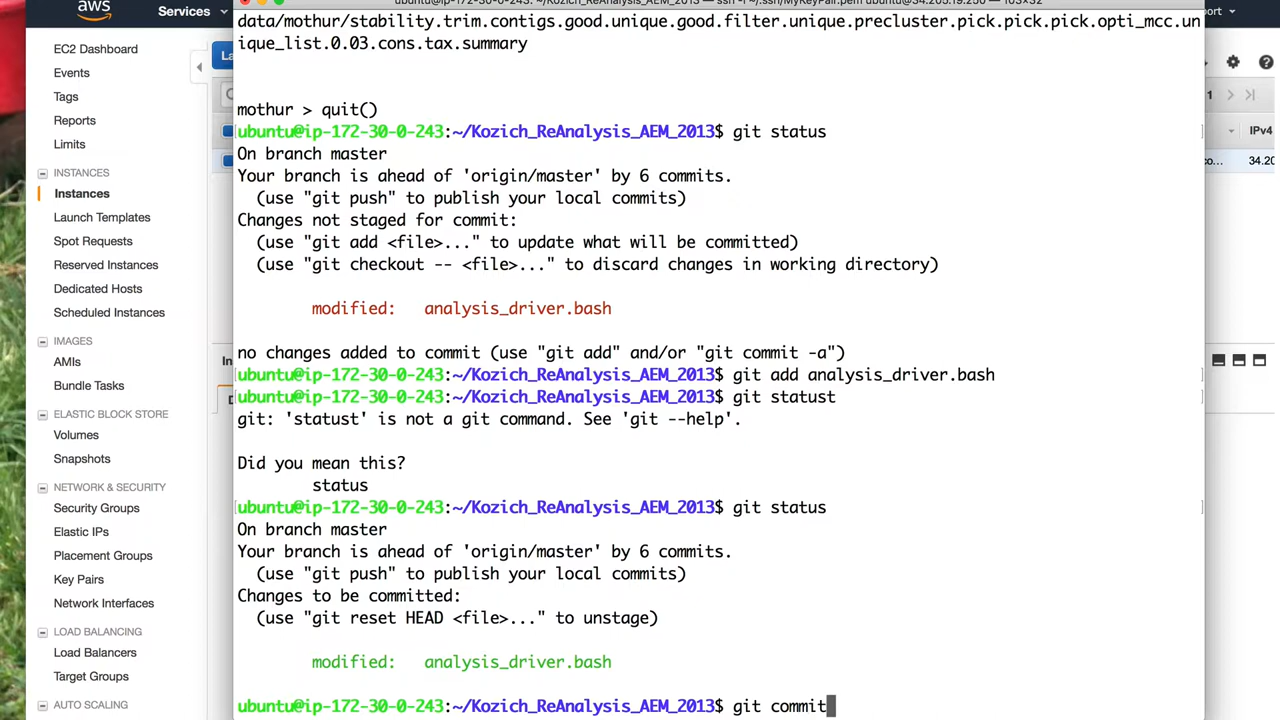 aws
Services
EC2 Dashboard
Events
Tags
Reports
Limits
INSTANCES
Instances
Launch Templates
Spot Requests
Reserved Instances
Dedicated Hosts
Scheduled Instances
IMAGES
AMIs
Bundle Tasks
ELASTIC BLOCK STORE
Volumes
Snapshots
NETWORK & SECURITY
Security Groups
Elastic IPs
Placement Groups
Key Pairs
Network Interfaces
LOAD BALANCING
Load Balancers
Target Groups
AUTO SCALING
data/mothur/stability.trim.contigs.good.unique.good.filter.unique.precluster.pick.pick.pick.opti_mcc.un
ique_list.0.03.cons.tax.summary
mothur > quit()
ubuntu@ip-172-30-0-243:~/Kozich_ReAnalysis_AEM_2013$ git status
On branch master
Your branch is ahead of 'origin/master' by 6 commits.
(use "git push" to publish your local commits)
Changes not staged for commit:
(use "git add <file>..." to update what will be committed)
(use "git checkout -- <file>..." to discard changes in working directory)
modified: analysis_driver.bash
no changes added to commit (use "git add" and/or "git commit -a")
ubuntu@ip-172-30-0-243:~/Kozich_ReAnalysis_AEM_2013$ git add analysis_driver.bash
ubuntu@ip-172-30-0-243:~/Kozich_ReAnalysis_AEM_2013$ git statust
git: 'statust' is not a git command. See 'git --help'.
Did you mean this?
status
ubuntu@ip-172-30-0-243:~/Kozich_ReAnalysis_AEM_2013$ git status
On branch master
Your branch is ahead of 'origin/master' by 6 commits.
(use "git push" to publish your local commits)
Changes to be committed:
(use "git reset HEAD <file>..." to unstage)
modified: analysis_driver.bash
ubuntu@ip-172-30-0-243:~/Kozich_ReAnalysis_AEM_2013$ git commit
port
1
IPv4
co... 34.20